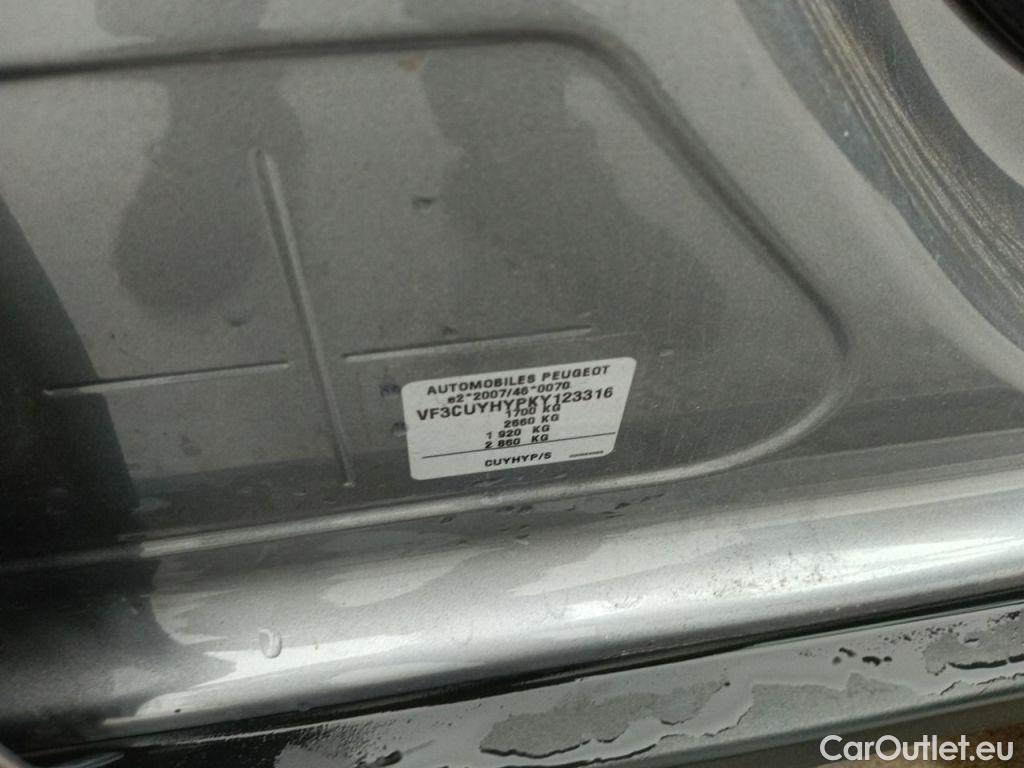 AUTOMOBILES PEUGEOT
e2*2007/46*0070
VF3CUYHYPKY123316
1700 KG
2660 KG
1 920 KG
2 860 KG
CUYHYP/S
CarOutlet.eu